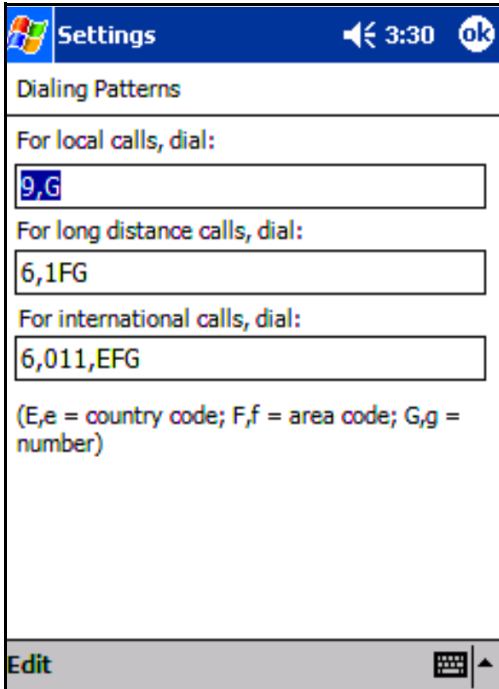 Settings 3:30 ok
Dialing Patterns
For local calls, dial:
9,G
For long distance calls, dial:
6,1FG
For international calls, dial:
6,011,EFG
(E,e = country code; F,f = area code; G,g =
number)
Edit